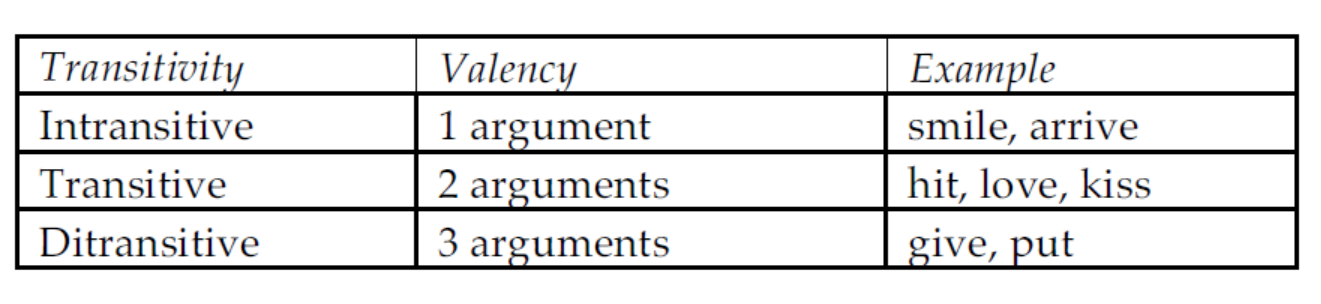 Transitivity Valency Example
Intransitive 1 argument smile, arrive
Transitive 2 arguments hit, love, kiss
Ditransitive 3 arguments give, put